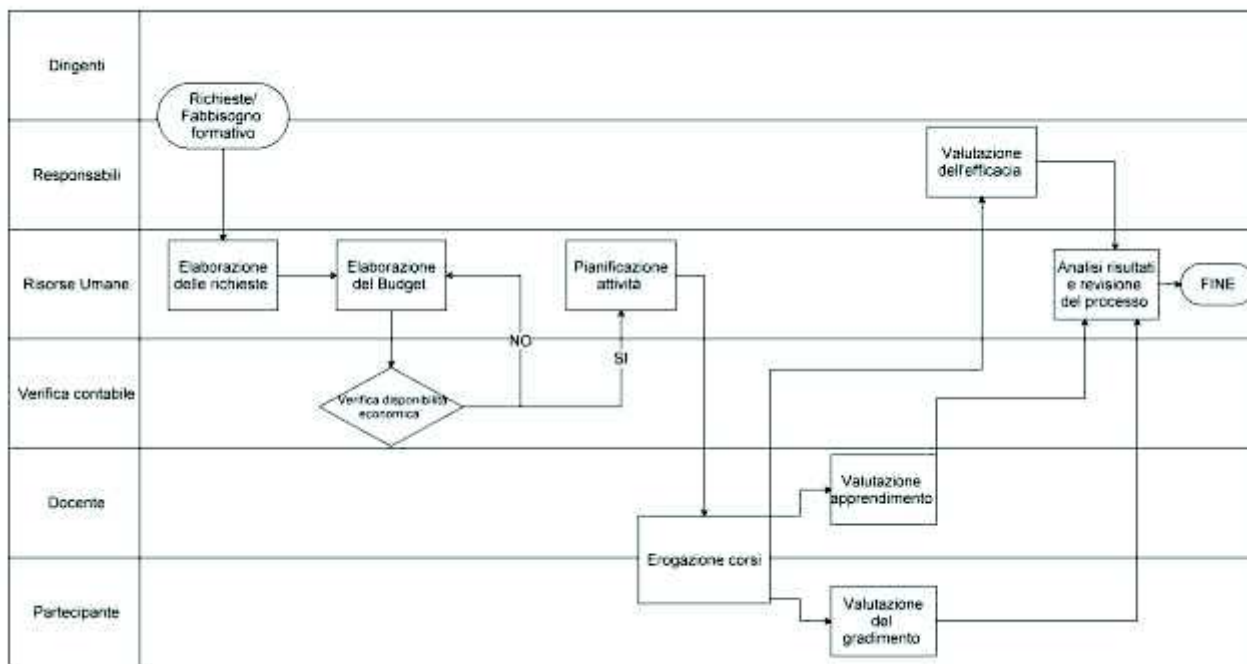 Dirigenti
Richieste/
Fabbisogno
formativo
Responsabili
Valutazione
dell'efficacia
Risorse Umane
Elaborazione
delle richieste
Elaborazione
del Budget
Pianificazione
attività
Analisi risultati
e revisione
del processo
FINE
NO
SI
Verifica contabile
Verifica disponibilità
economica
Docente
Valutazione
apprendimento
Erogazione corsi
Partecipante
Valutazione
del
gradimento